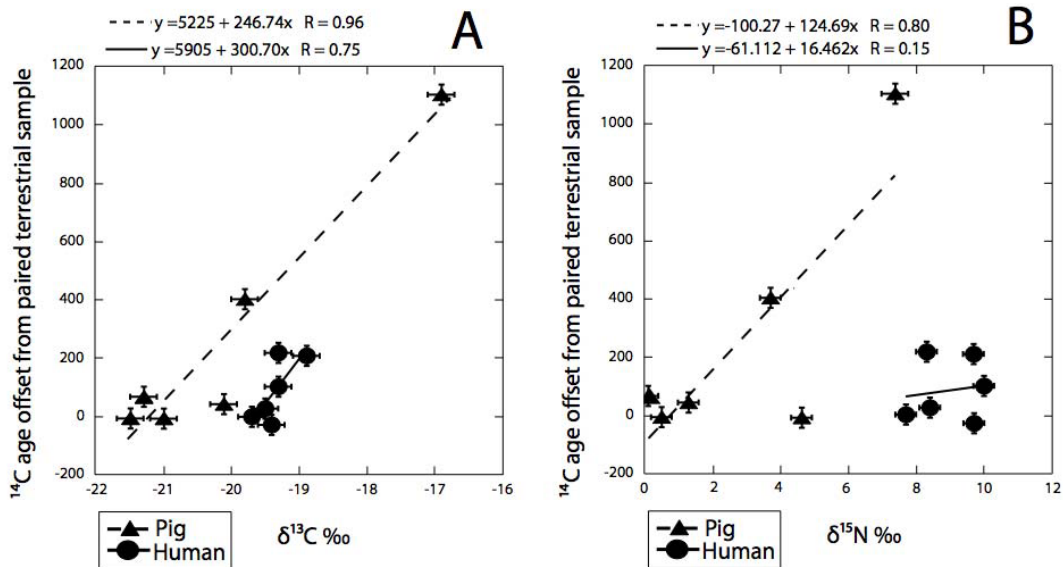 y=5225 + 246.74x R = 0.96
y=5905 + 300.70x R = 0.75
A
1200
1000
800
600
400
200
0
-200
-22 -21 -20 -19 -18 -17 -16
¹⁴C age offset from paired terrestrial sample
δ¹³C ‰
Pig
Human
y=-100.27 + 124.69x R = 0.80
y=-61.112 + 16.462x R = 0.15
B
1200
1000
800
600
400
200
0
-200
0 2 4 6 8 10 12
¹⁴C age offset from paired terrestrial sample
δ¹⁵N ‰
Pig
Human